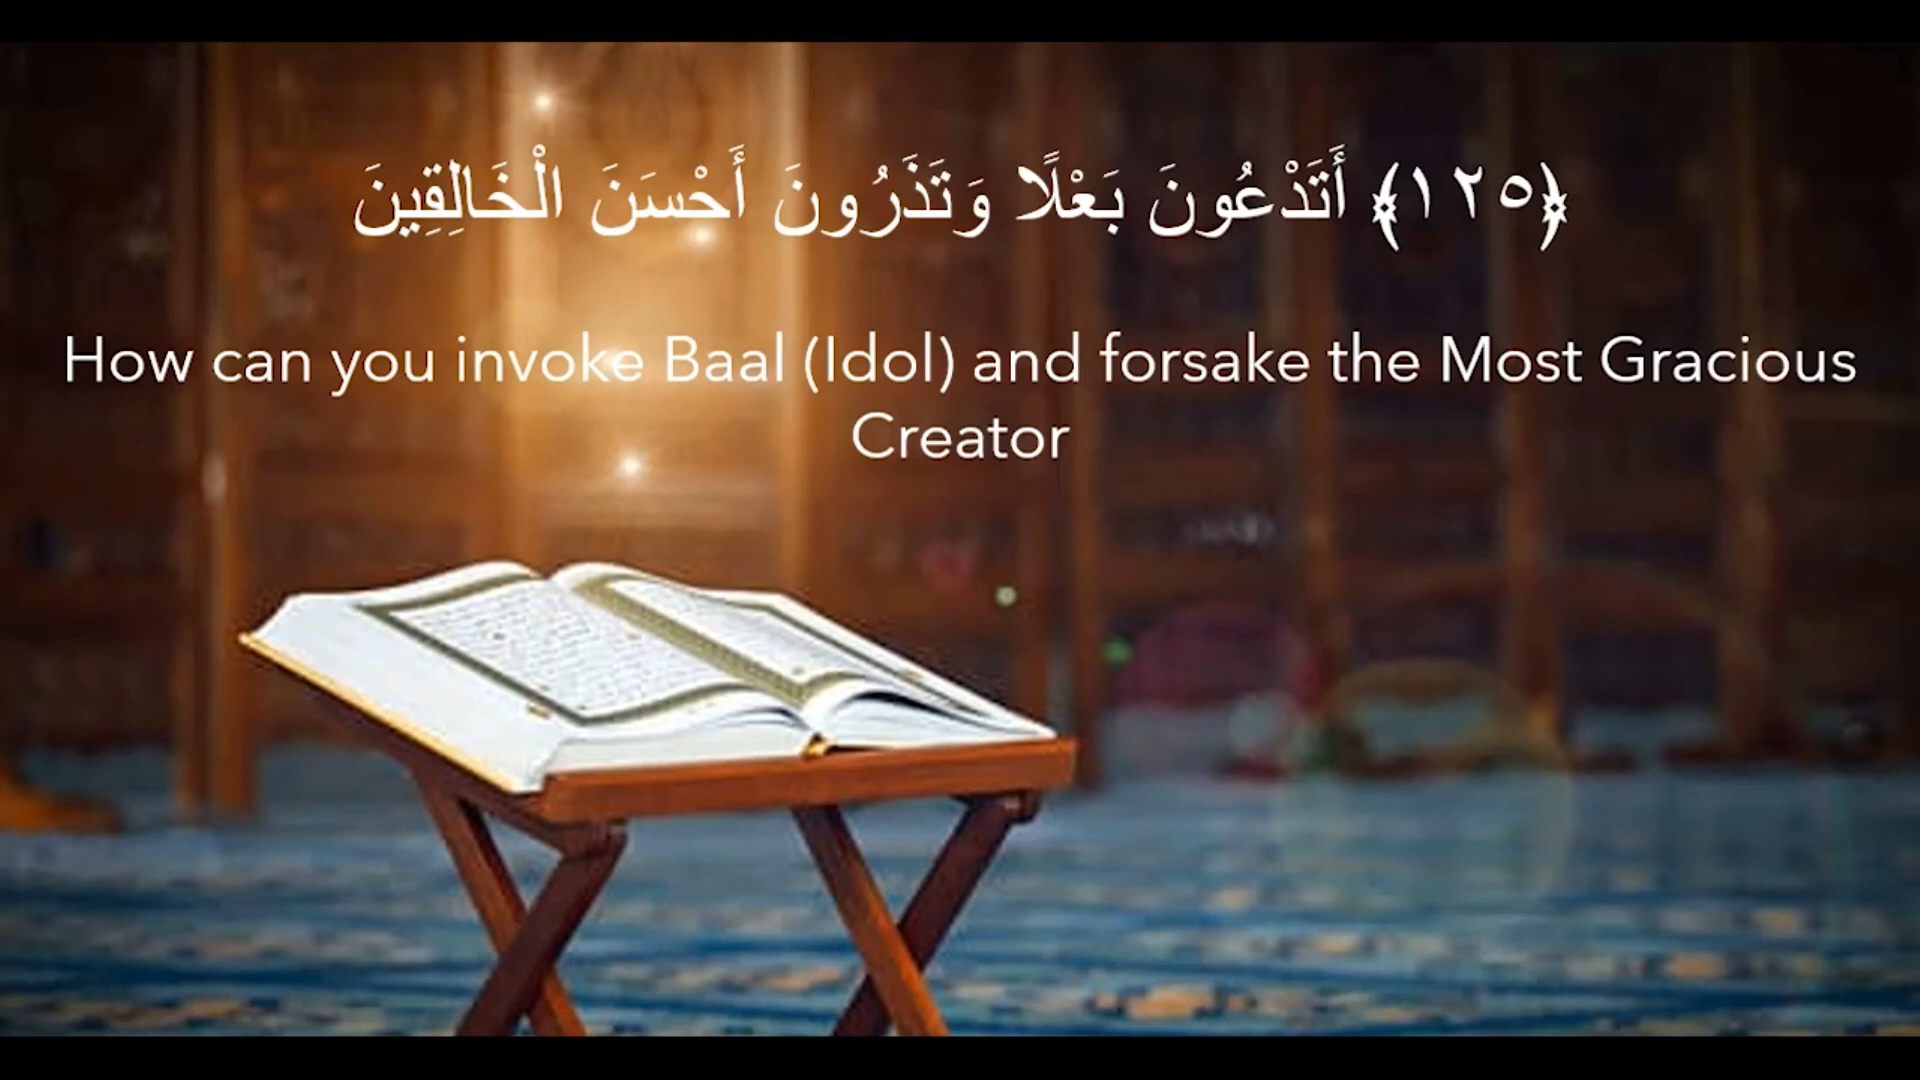 ﴿١٢٥﴾ أَتَدْعُونَ بَعْلًا وَتَذَرُونَ أَحْسَنَ الْخَالِقِينَ
How can you invoke Baal (Idol) and forsake the Most Gracious
Creator